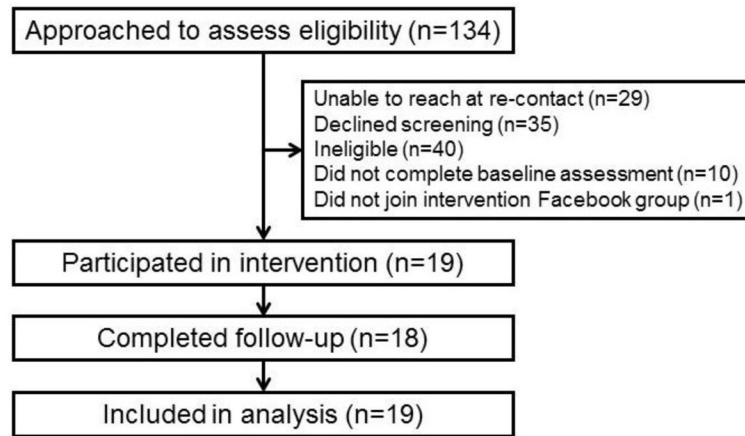 Approached to assess eligibility (n=134)
Unable to reach at re-contact (n=29)
Declined screening (n=35)
Ineligible (n=40)
Did not complete baseline assessment (n=10)
Did not join intervention Facebook group (n=1)
Participated in intervention (n=19)
Completed follow-up (n=18)
Included in analysis (n=19)